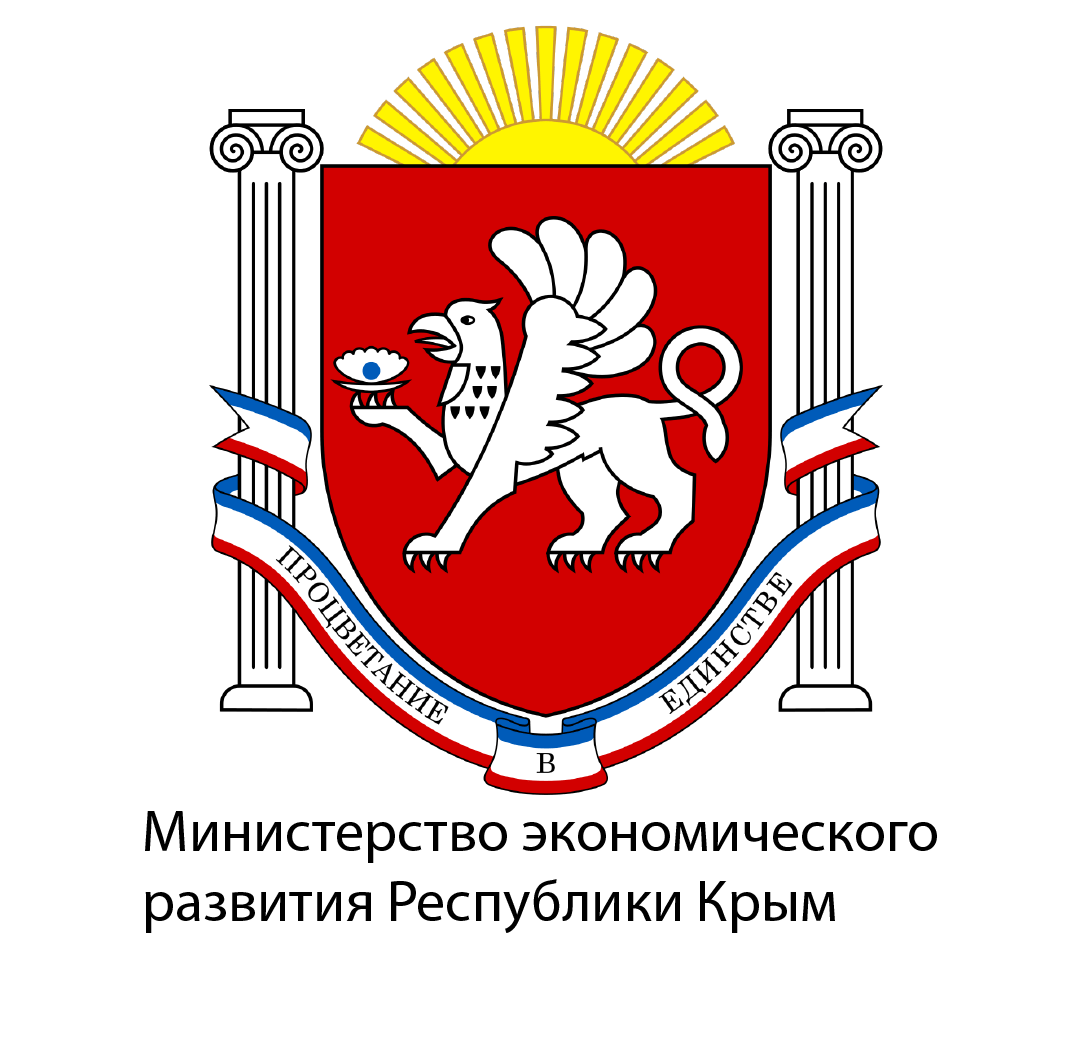 ПРОЦВЕТАНИЕ
В
ЕДИНСТВЕ
Министерство экономического
развития Республики Крым